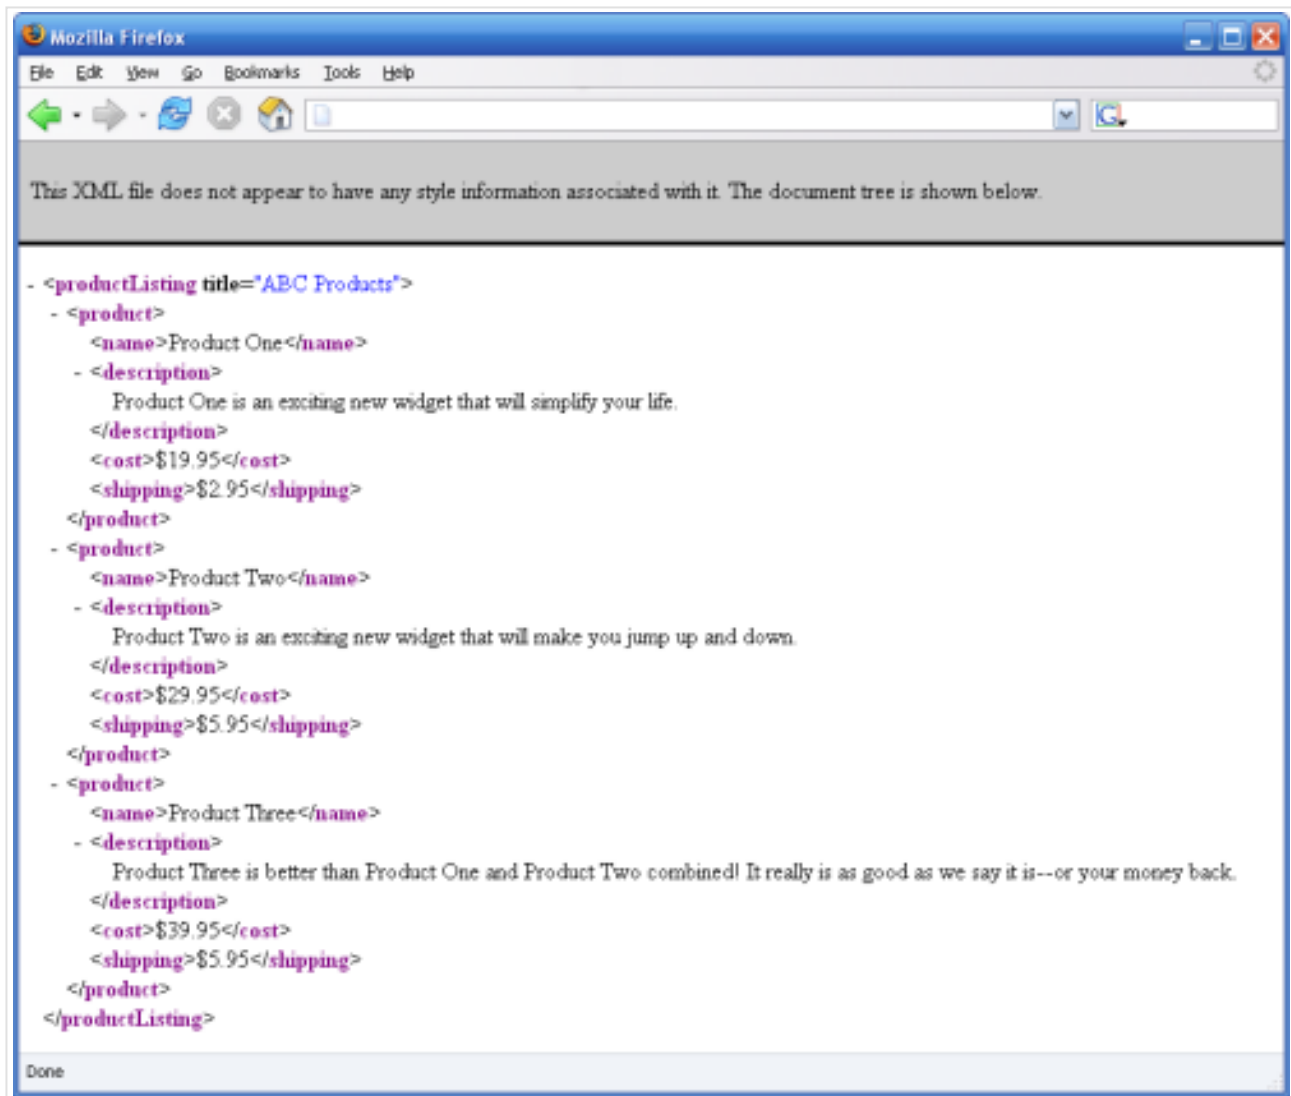 Mozilla Firefox
File Edit View Go Bookmarks Tools Help
G
This XML file does not appear to have any style information associated with it. The document tree is shown below.
- <productListing title="ABC Products">
- <product>
<name>Product One</name>
- <description>
Product One is an exciting new widget that will simplify your life.
</description>
<cost>$19.95</cost>
<shipping>$2.95</shipping>
</product>
- <product>
<name>Product Two</name>
- <description>
Product Two is an exciting new widget that will make you jump up and down.
</description>
<cost>$29.95</cost>
<shipping>$5.95</shipping>
</product>
- <product>
<name>Product Three</name>
- <description>
Product Three is better than Product One and Product Two combined! It really is as good as we say it is--or your money back.
</description>
<cost>$39.95</cost>
<shipping>$5.95</shipping>
</product>
</productListing>
Done